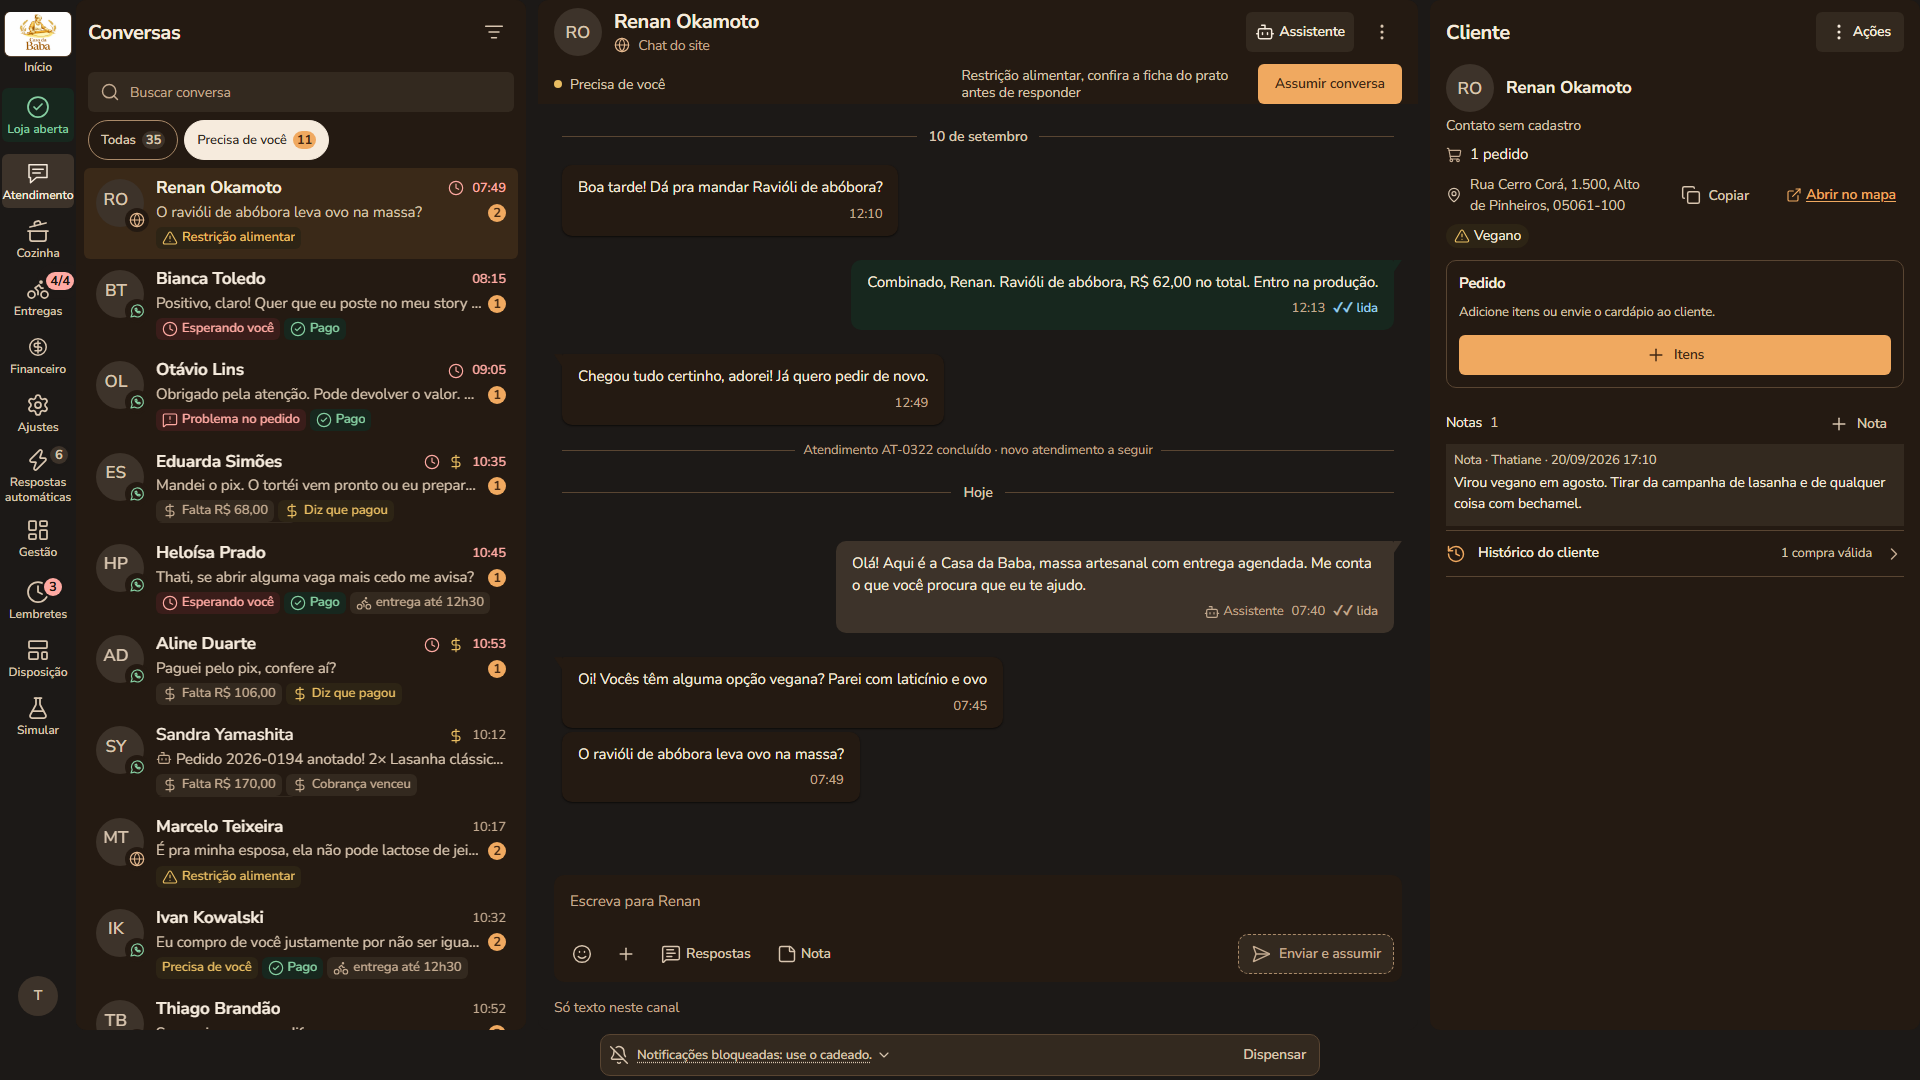 Casa da Baba
Início
Loja aberta
Atendimento
Cozinha
4/4
Entregas
Financeiro
Ajustes
6
Respostas automáticas
Gestão
3
Lembretes
Disposição
Simular
T
Conversas
Buscar conversa
Todas 35
Precisa de você 11
RO
Renan Okamoto 07:49
O ravióli de abóbora leva ovo na massa? 2
Restrição alimentar
BT
Bianca Toledo 08:15
Positivo, claro! Quer que eu poste no meu story ... 1
Esperando você Pago
OL
Otávio Lins 09:05
Obrigado pela atenção. Pode devolver o valor. ... 1
Problema no pedido Pago
ES
Eduarda Simões 10:35
Mandei o pix. O tortéi vem pronto ou eu prepar... 1
Falta R$ 68,00 Diz que pagou
HP
Heloísa Prado 10:45
Thati, se abrir alguma vaga mais cedo me avisa? 1
Esperando você Pago entrega até 12h30
AD
Aline Duarte 10:53
Paguei pelo pix, confere aí? 1
Falta R$ 106,00 Diz que pagou
SY
Sandra Yamashita 10:12
Pedido 2026-0194 anotado! 2× Lasanha clássic...
Falta R$ 170,00 Cobrança venceu
MT
Marcelo Teixeira 10:17
É pra minha esposa, ela não pode lactose de jei... 2
Restrição alimentar
IK
Ivan Kowalski 10:32
Eu compro de você justamente por não ser igua... 2
Precisa de você Pago entrega até 12h30
TB
Thiago Brandão 10:52
RO
Renan Okamoto
Chat do site
Assistente
Precisa de você
Restrição alimentar, confira a ficha do prato
antes de responder
Assumir conversa
10 de setembro
Boa tarde! Dá pra mandar Ravióli de abóbora?
12:10
Combinado, Renan. Ravióli de abóbora, R$ 62,00 no total. Entro na produção.
12:13 lida
Chegou tudo certinho, adorei! Já quero pedir de novo.
12:49
Atendimento AT-0322 concluído · novo atendimento a seguir
Hoje
Olá! Aqui é a Casa da Baba, massa artesanal com entrega agendada. Me conta
o que você procura que eu te ajudo.
Assistente 07:40 lida
Oi! Vocês têm alguma opção vegana? Parei com laticínio e ovo
07:45
O ravióli de abóbora leva ovo na massa?
07:49
Escreva para Renan
Respostas
Nota
Enviar e assumir
Só texto neste canal
Notificações bloqueadas: use o cadeado.
Dispensar
Cliente
Ações
RO
Renan Okamoto
Contato sem cadastro
1 pedido
Rua Cerro Corá, 1.500, Alto
de Pinheiros, 05061-100
Copiar
Abrir no mapa
Vegano
Pedido
Adicione itens ou envie o cardápio ao cliente.
Itens
Notas 1
Nota
Nota · Thatiane · 20/09/2026 17:10
Virou vegano em agosto. Tirar da campanha de lasanha e de qualquer
coisa com bechamel.
Histórico do cliente 1 compra válida